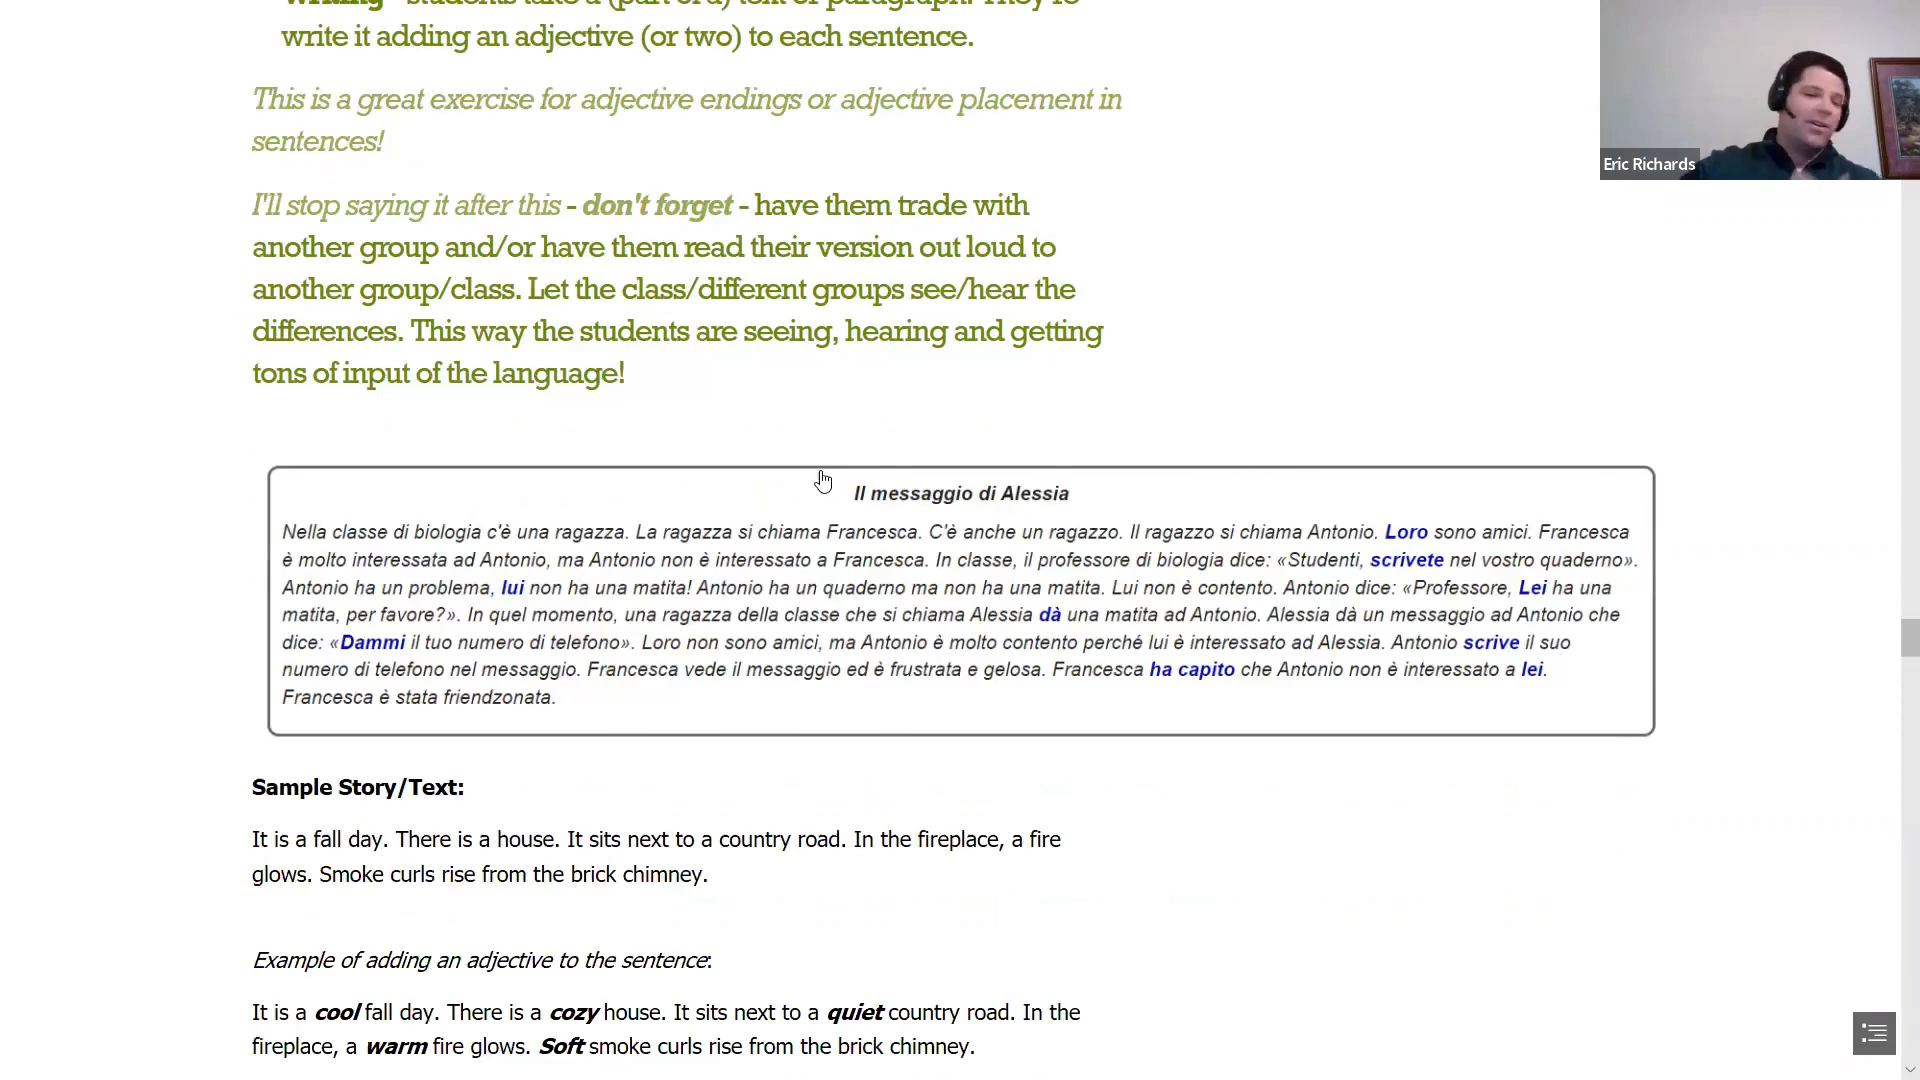 writing - students take a (part of a) text or paragraph. They re-
write it adding an adjective (or two) to each sentence.
This is a great exercise for adjective endings or adjective placement in
sentences!
I'll stop saying it after this - don't forget - have them trade with
another group and/or have them read their version out loud to
another group/class. Let the class/different groups see/hear the
differences. This way the students are seeing, hearing and getting
tons of input of the language!
Eric Richards
Il messaggio di Alessia
Nella classe di biologia c'è una ragazza. La ragazza si chiama Francesca. C'è anche un ragazzo. Il ragazzo si chiama Antonio. Loro sono amici. Francesca
è molto interessata ad Antonio, ma Antonio non è interessato a Francesca. In classe, il professore di biologia dice: «Studenti, scrivete nel vostro quaderno».
Antonio ha un problema, lui non ha una matita! Antonio ha un quaderno ma non ha una matita. Lui non è contento. Antonio dice: «Professore, Lei ha una
matita, per favore?». In quel momento, una ragazza della classe che si chiama Alessia dà una matita ad Antonio. Alessia dà un messaggio ad Antonio che
dice: «Dammi il tuo numero di telefono». Loro non sono amici, ma Antonio è molto contento perché lui è interessato ad Alessia. Antonio scrive il suo
numero di telefono nel messaggio. Francesca vede il messaggio ed è frustrata e gelosa. Francesca ha capito che Antonio non è interessato a lei.
Francesca è stata friendzonata.
Sample Story/Text:
It is a fall day. There is a house. It sits next to a country road. In the fireplace, a fire
glows. Smoke curls rise from the brick chimney.
Example of adding an adjective to the sentence:
It is a cool fall day. There is a cozy house. It sits next to a quiet country road. In the
fireplace, a warm fire glows. Soft smoke curls rise from the brick chimney.